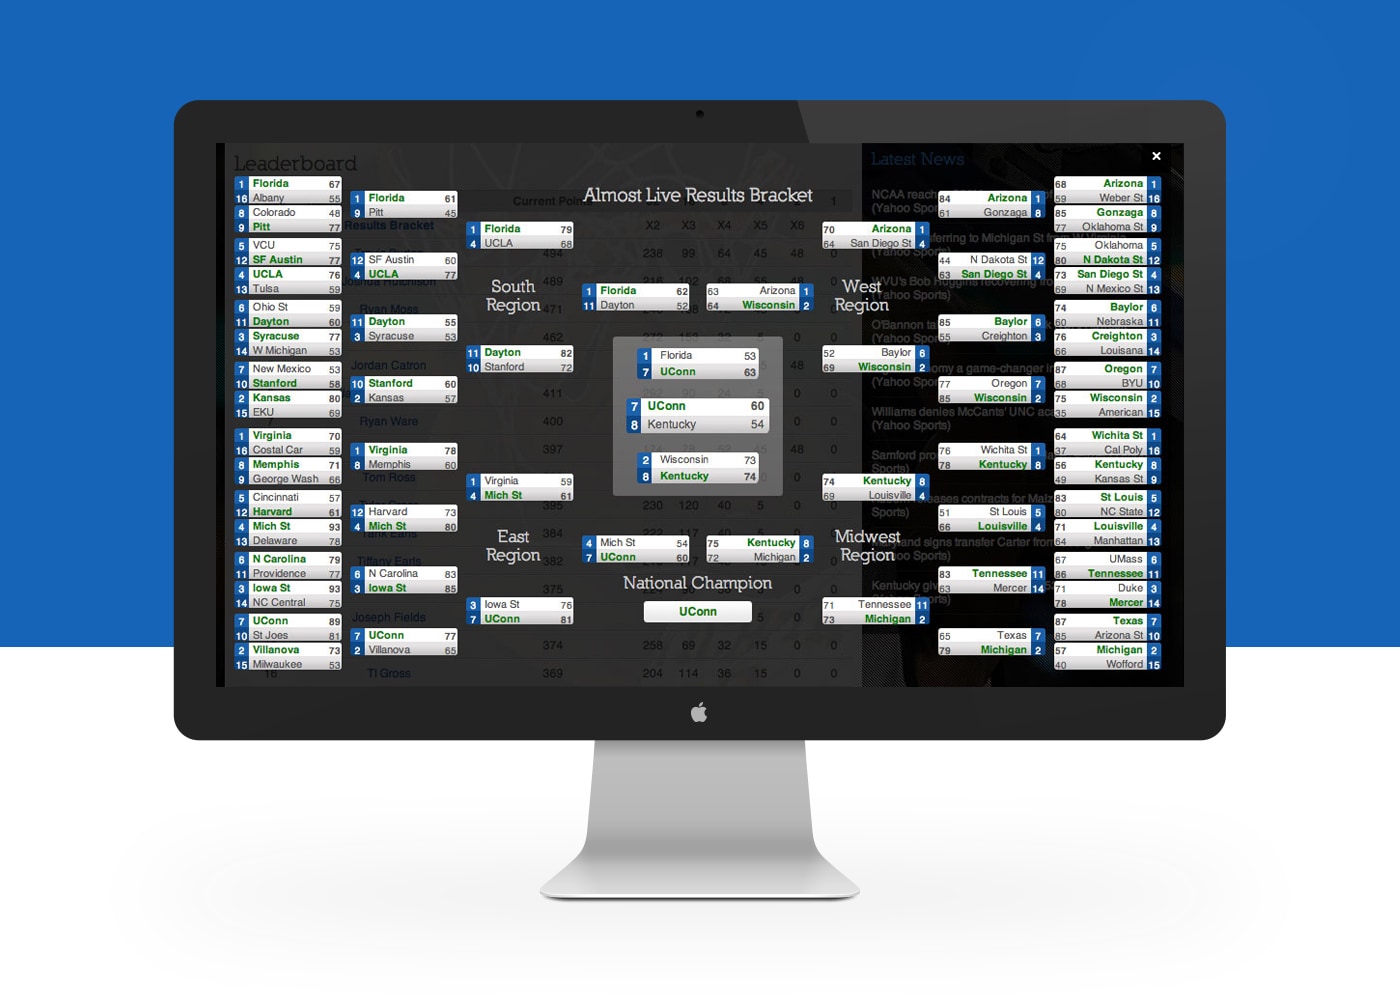 Leaderboard
Latest News
×
Almost Live Results Bracket
1 Florida 67
16 Albany 55
8 Colorado 48
9 Pitt 77
5 VCU 75
12 SF Austin 77
4 UCLA 76
13 Tulsa 59
6 Ohio St 59
11 Dayton 60
3 Syracuse 77
14 W Michigan 53
7 New Mexico 53
10 Stanford 58
2 Kansas 80
15 EKU 69
1 Virginia 70
16 Costal Car 59
8 Memphis 71
9 George Wash 66
5 Cincinnati 57
12 Harvard 61
4 Mich St 93
13 Delaware 78
6 N Carolina 79
11 Providence 77
3 Iowa St 93
14 NC Central 75
7 UConn 89
10 St Joes 81
2 Villanova 73
15 Milwaukee 53
1 Florida 61
9 Pitt 45
12 SF Austin 60
4 UCLA 77
11 Dayton 55
3 Syracuse 53
10 Stanford 60
2 Kansas 57
1 Virginia 78
8 Memphis 60
12 Harvard 73
4 Mich St 80
6 N Carolina 83
3 Iowa St 85
7 UConn 77
2 Villanova 65
1 Florida 79
4 UCLA 68
South
Region
11 Dayton 82
10 Stanford 72
1 Virginia 59
4 Mich St 61
East
Region
3 Iowa St 76
7 UConn 81
1 Florida 62
11 Dayton 52
63 Arizona 1
64 Wisconsin 2
1 Florida 53
7 UConn 63
7 UConn 60
8 Kentucky 54
2 Wisconsin 73
8 Kentucky 74
4 Mich St 54
7 UConn 60
75 Kentucky 8
72 Michigan 2
National Champion
UConn
70 Arizona 1
64 San Diego St 4
West
Region
52 Baylor 6
69 Wisconsin 2
74 Kentucky 8
69 Louisville 4
Midwest
Region
71 Tennessee 11
73 Michigan 2
84 Arizona 1
61 Gonzaga 8
44 N Dakota St 12
63 San Diego St 4
85 Baylor 6
55 Creighton 3
77 Oregon 7
85 Wisconsin 2
76 Wichita St 1
78 Kentucky 8
51 St Louis 5
66 Louisville 4
83 Tennessee 11
63 Mercer 14
65 Texas 7
79 Michigan 2
68 Arizona 1
59 Weber St 16
85 Gonzaga 8
77 Oklahoma St 9
75 Oklahoma 5
80 N Dakota St 12
73 San Diego St 4
69 N Mexico St 13
74 Baylor 6
60 Nebraska 11
76 Creighton 3
66 Louisana 14
87 Oregon 7
68 BYU 10
75 Wisconsin 2
35 American 15
64 Wichita St 1
37 Cal Poly 16
56 Kentucky 8
49 Kansas St 9
83 St Louis 5
80 NC State 12
71 Louisville 4
64 Manhattan 13
67 UMass 6
86 Tennessee 11
71 Duke 3
78 Mercer 14
87 Texas 7
85 Arizona St 10
57 Michigan 2
40 Wofford 15